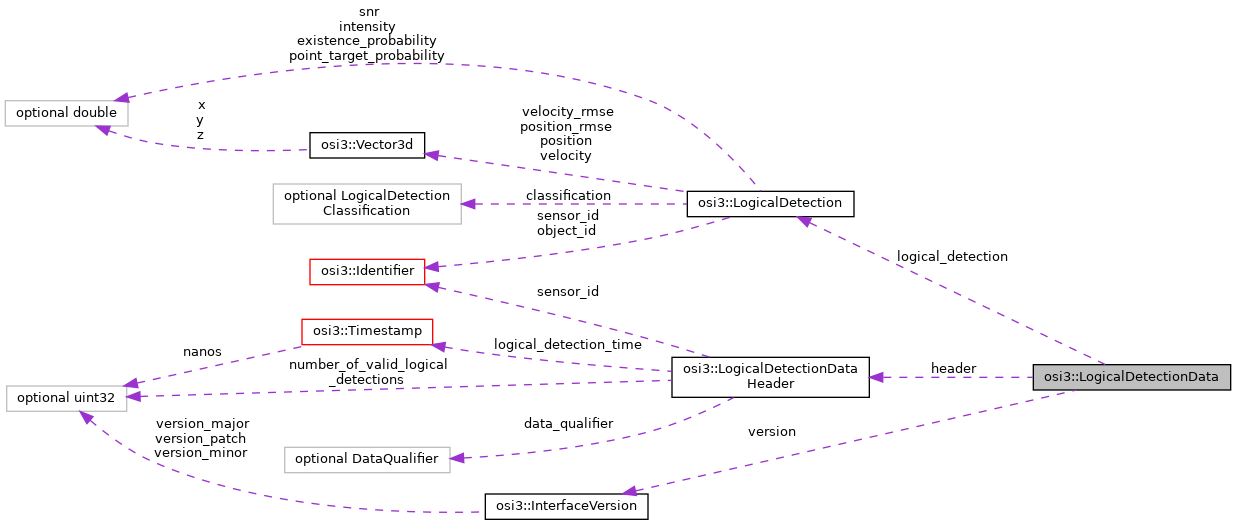 snr
intensity
existence_probability
point_target_probability
optional double
x
y
z
osi3::Vector3d
velocity_rmse
position_rmse
position
velocity
optional LogicalDetection
Classification
classification
osi3::LogicalDetection
sensor_id
object_id
osi3::Identifier
logical_detection
sensor_id
osi3::Timestamp
logical_detection_time
nanos
number_of_valid_logical
_detections
osi3::LogicalDetectionData
Header
header
osi3::LogicalDetectionData
optional uint32
version_major
version_patch
version_minor
data_qualifier
version
optional DataQualifier
osi3::InterfaceVersion